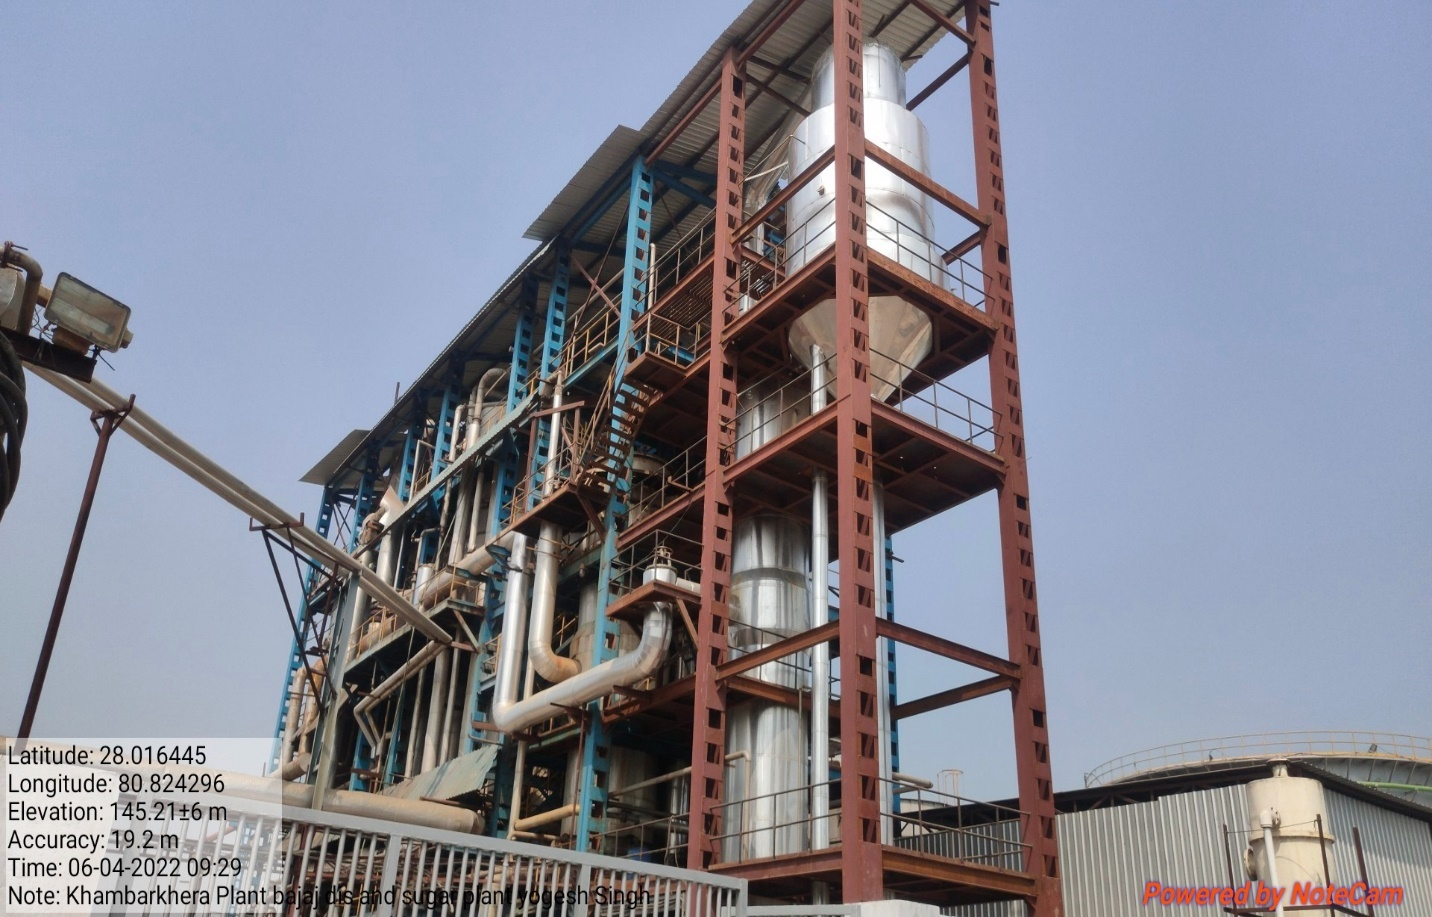 Latitude: 28.016445
Longitude: 80.824296
Elevation: 145.21±6 m
Accuracy: 19.2 m
Time: 06-04-2022 09:29
Note: Khambarkhera Plant bajaj dis and sugar plant yogesh Singh
Powered by NoteCam